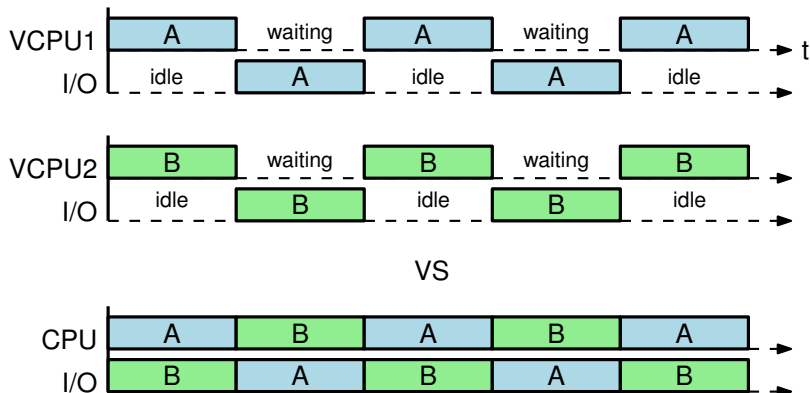 VCPU1 A waiting A waiting A t
I/O idle A idle A idle
VCPU2 B waiting B waiting B
I/O idle B idle B idle
VS
CPU A B A B A
I/O B A B A B